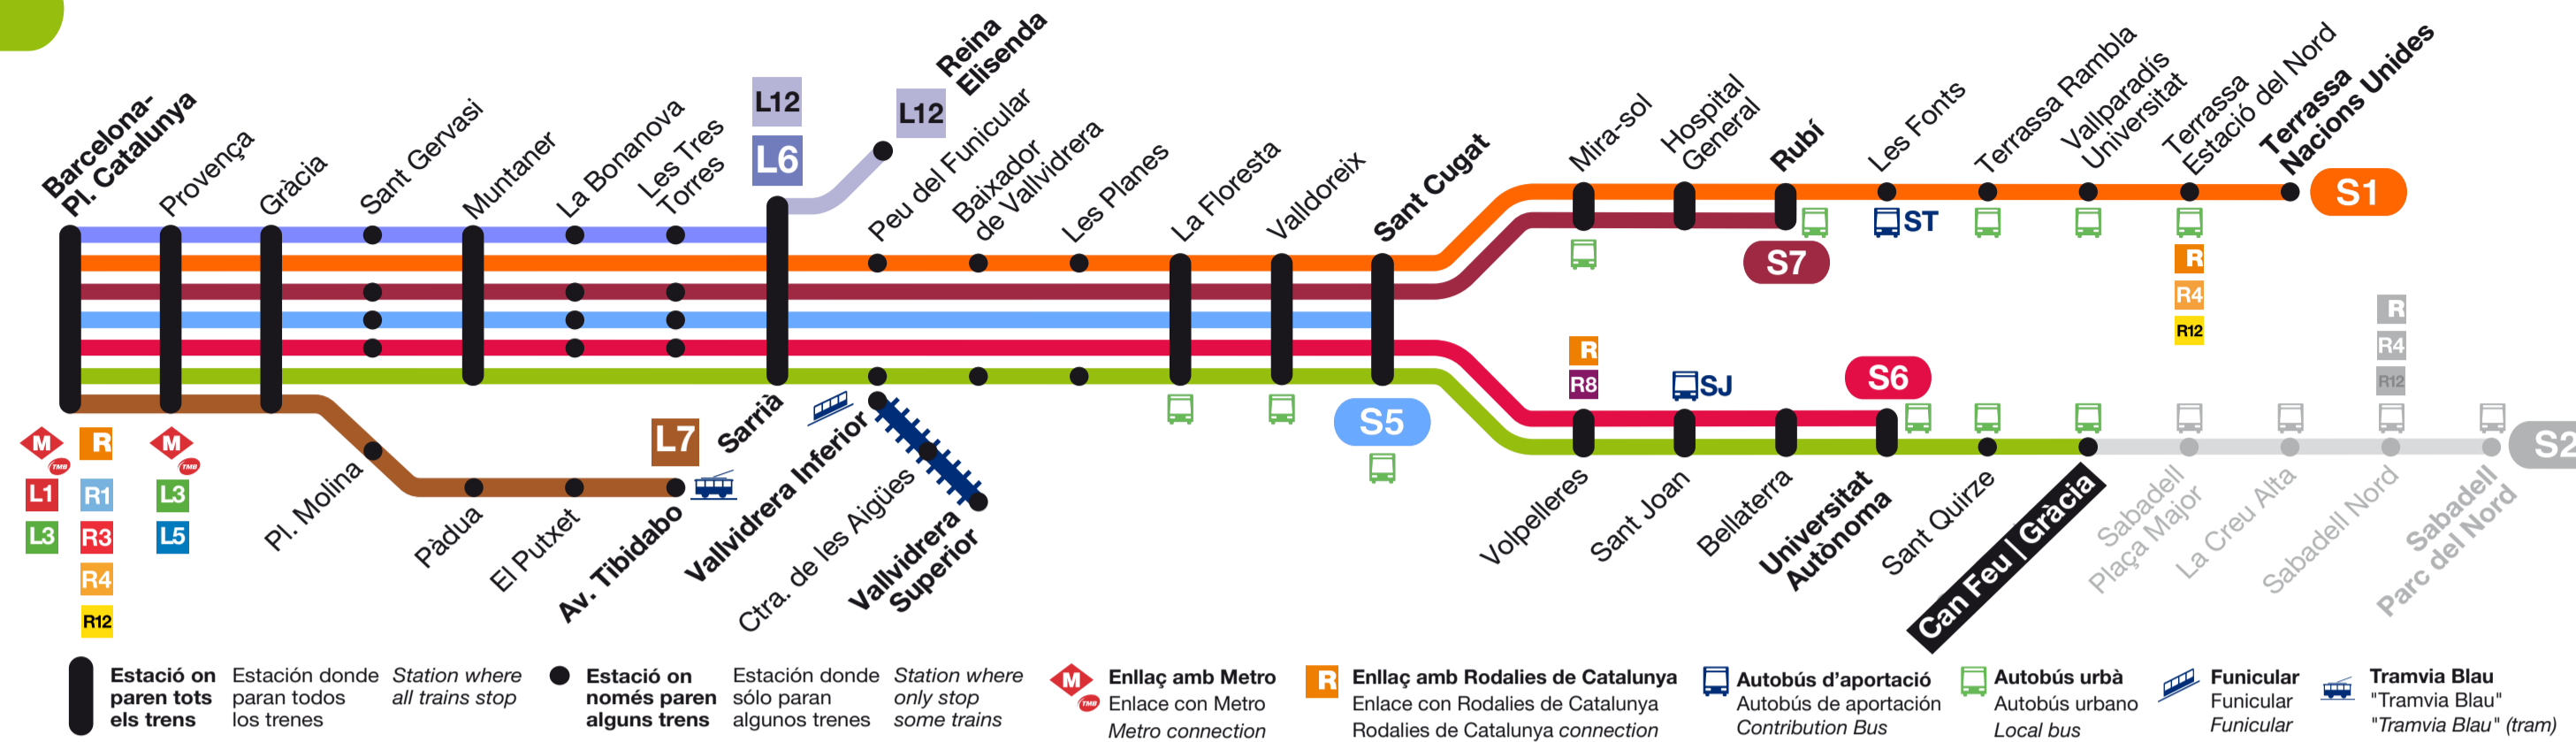 Barcelona-
Pl. Catalunya
Provença
Gràcia
Sant Gervasi
Muntaner
La Bonanova
Les Tres
Torres
L12
L6
L12
Reina
Elisenda
Peu del Funicular
Baixador
de Vallvidrera
Les Planes
La Floresta
Valldoreix
Sant Cugat
Mira-sol
Hospital
General
Rubí
Les Fonts
Terrassa Rambla
Vallparadís
Universitat
Terrassa
Estació del Nord
Terrassa
Nacions Unides
S1
ST
S7
R
R4
R12
R
R4
R12
R
R8
SJ
S6
S5
S2
M
TMB
L1
L3
R
R1
R3
R4
R12
M
TMB
L3
L5
Pl. Molina
Pàdua
El Putxet
L7
Av. Tibidabo
Sarrià
Vallvidrera Inferior
Ctra. de les Aigües
Vallvidrera
Superior
Volpelleres
Sant Joan
Bellaterra
Universitat
Autònoma
Sant Quirze
Can Feu | Gràcia
Sabadell
Plaça Major
La Creu Alta
Sabadell Nord
Sabadell
Parc del Nord
Estació on
paren tots
els trens
Estación donde
paran todos
los trenes
Station where
all trains stop
Estació on
només paren
alguns trens
Estación donde
sólo paran
algunos trenes
Station where
only stop
some trains
M
TMB
Enllaç amb Metro
Enlace con Metro
Metro connection
R
Enllaç amb Rodalies de Catalunya
Enlace con Rodalies de Catalunya
Rodalies de Catalunya connection
Autobús d'aportació
Autobús de aportación
Contribution Bus
Autobús urbà
Autobús urbano
Local bus
Funicular
Funicular
Funicular
Tramvia Blau
"Tramvia Blau"
"Tramvia Blau" (tram)